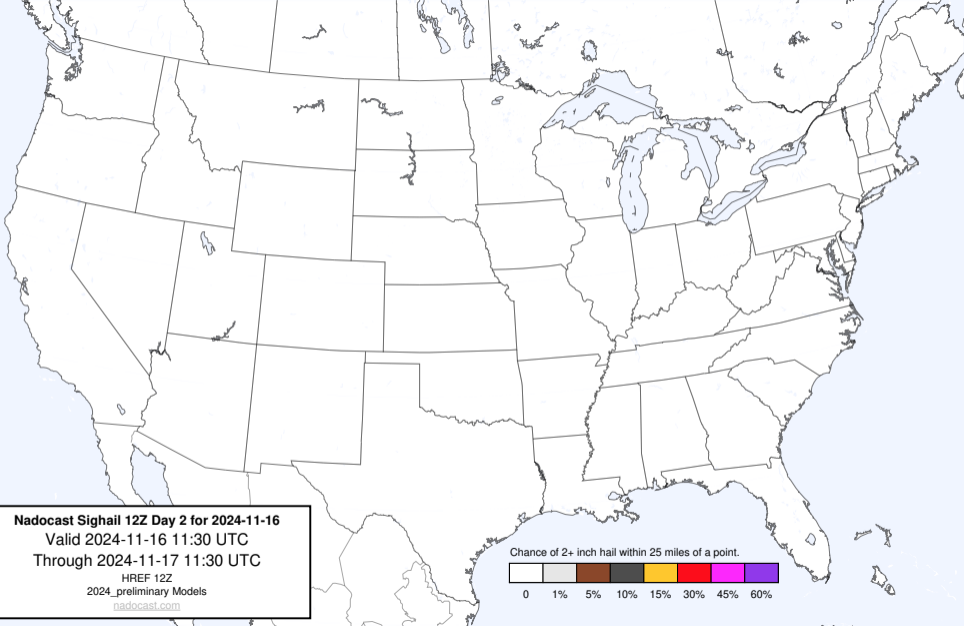 Nadocast Sighail 12Z Day 2 for 2024-11-16
Valid 2024-11-16 11:30 UTC
Through 2024-11-17 11:30 UTC
HREF 12Z
2024_preliminary Models
nadocast.com
Chance of 2+ inch hail within 25 miles of a point.
0 1% 5% 10% 15% 30% 45% 60%